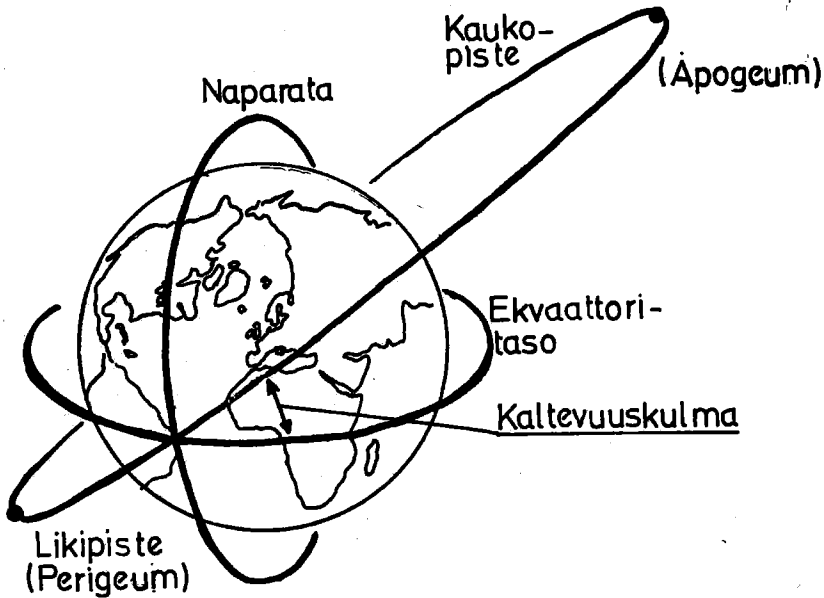 Kauko-
piste
(Apogeum)
Naparata
Ekvaattori-
taso
Kaltevuuskulma
Likipiste
(Perigeum)